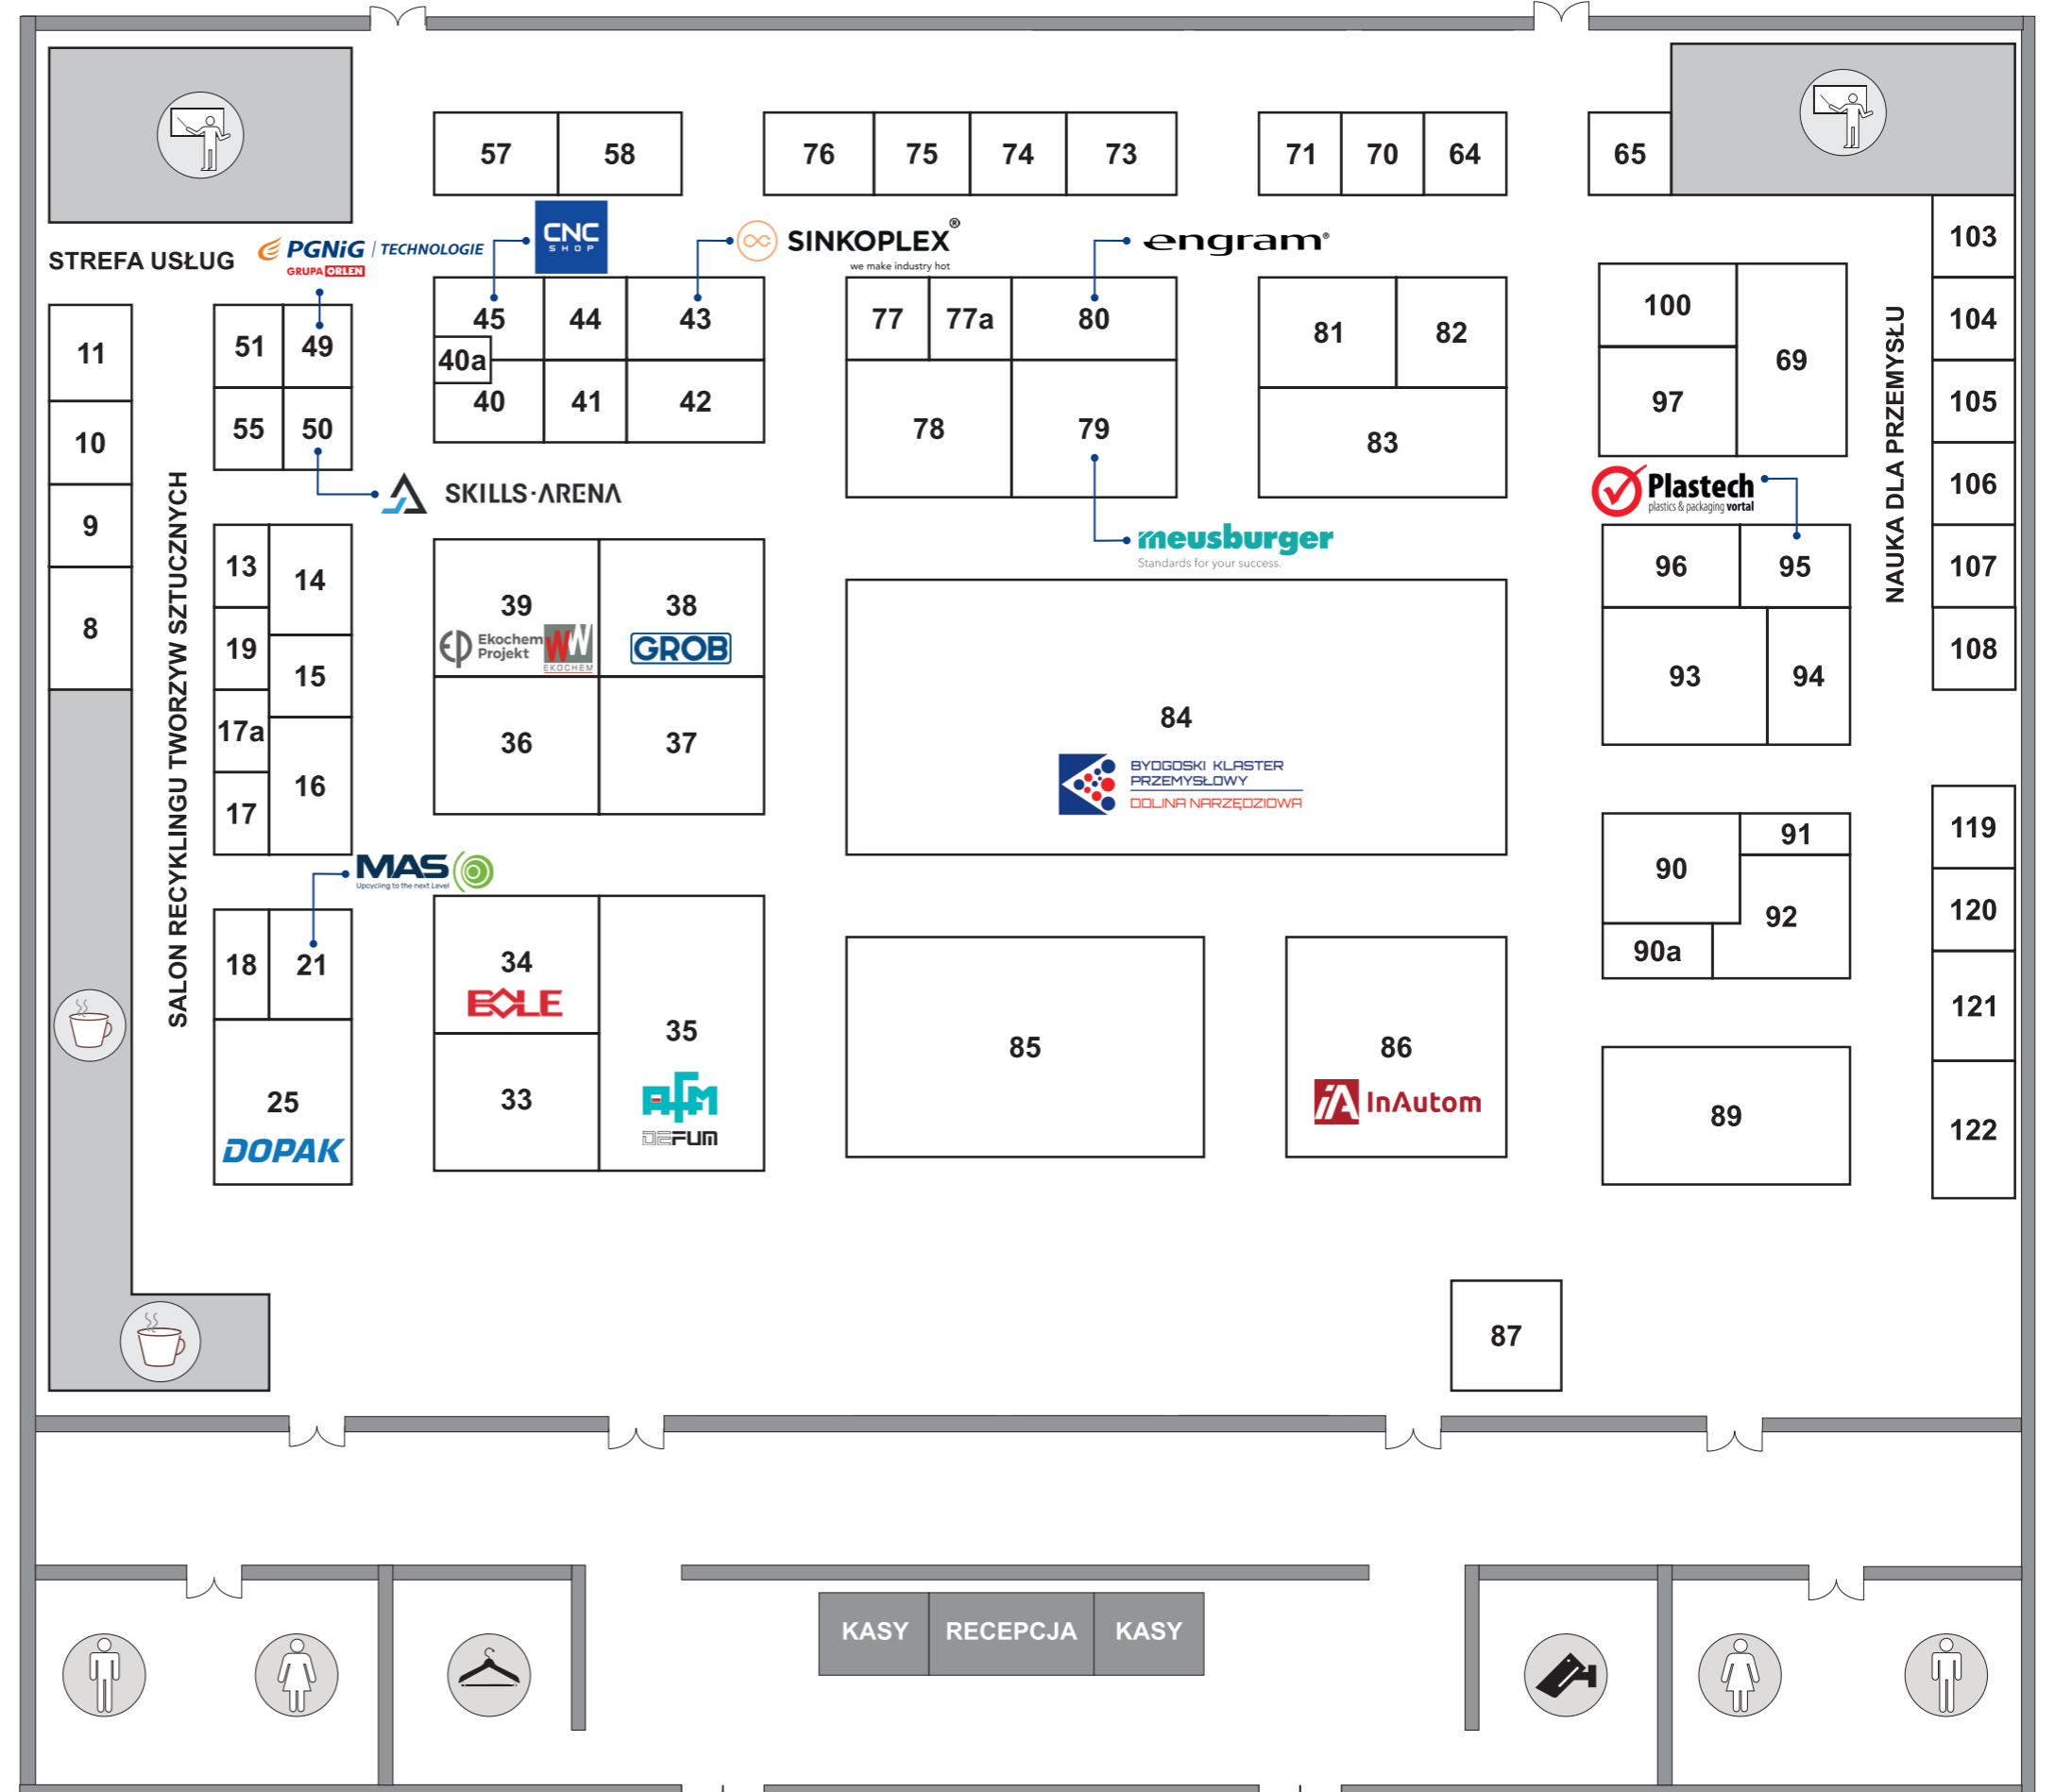 57
58
76
75
74
73
71
70
64
65
STREFA USŁUG
PGNiG | TECHNOLOGIE
GRUPA ORLEN
CNC
SHOP
SINKOPLEX®
we make industry hot
engram®
103
104
105
106
107
108
NAUKA DLA PRZEMYSŁU
11
10
9
8
51
49
55
50
45
44
43
40a
40
41
42
77
77a
80
78
79
81
82
83
100
69
97
SKILLS·ARENA
meusburger
Standards for your success.
Plastech
plastics & packaging vortal
SALON RECYKLINGU TWORZYW SZTUCZNYCH
13
14
19
15
17a
16
17
39
Ekochem
Projekt
EKOCHEM
38
GROB
36
37
84
BYDGOSKI KLASTER
PRZEMYSŁOWY
DOLINA NARZĘDZIOWA
96
95
93
94
MAS
Upcycling to the next Level
18
21
25
DOPAK
34
BOLE
33
35
AFM
DEFUM
85
86
iA InAutom
90
91
92
90a
89
119
120
121
122
87
KASY
RECEPCJA
KASY